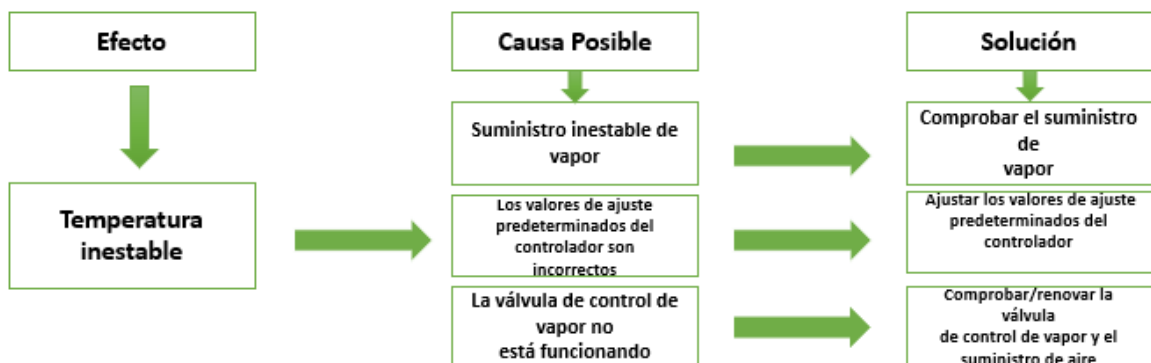 Efecto
Causa Posible
Solución
Temperatura
inestable
Suministro inestable de
vapor
Comprobar el suministro
de
vapor
Los valores de ajuste
predeterminados del
controlador son
incorrectos
Ajustar los valores de ajuste
predeterminados del
controlador
La válvula de control de
vapor no
está funcionando
Comprobar/renovar la
válvula
de control de vapor y el
suministro de aire